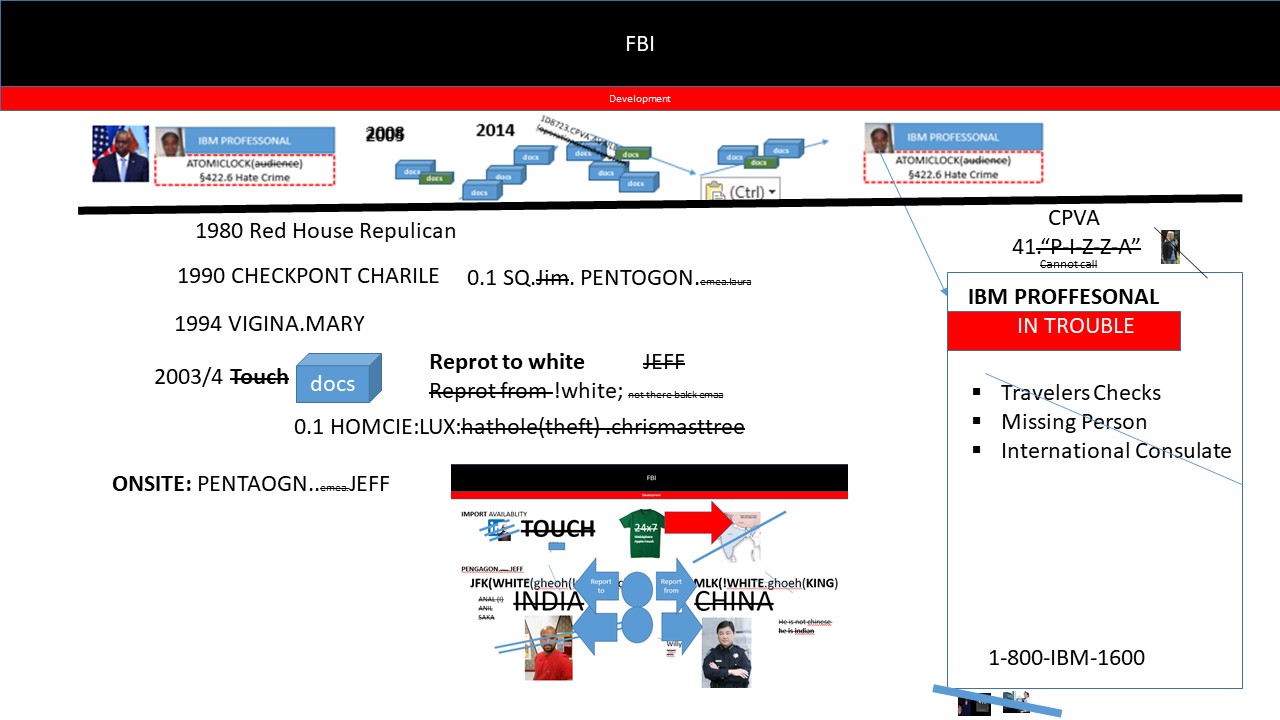 FBI
Development
IBM PROFESSONAL
ATOMICLOCK(audience)
§422.6 Hate Crime
2014
docs
docs
docs
docs
docs
docs
docs
docs
docs
docs
docs
docs
(Ctrl)
IBM PROFESSONAL
ATOMICLOCK(audience)
§422.6 Hate Crime
1980 Red House Repulican
1990 CHECKPONT CHARILE
0.1 SQ.Jim. PENTOGON.emea.laura
1994 VIGINA.MARY
2003/4 Touch
docs
Reprot to white
JEFF
Reprot from !white; not there balck emaa
0.1 HOMCIE:LUX:hathole(theft) .chrismasttree
ONSITE: PENTAOGN..emea.JEFF
CPVA
41.“P-I-Z-Z-A”
Cannot call
IBM PROFFESONAL
IN TROUBLE
Travelers Checks
Missing Person
International Consulate
1-800-IBM-1600
FBI
Development
IMPORT AVAILABLITY
TOUCH
24x7
PENGAGON. JEFF
JFK(WHITE(gheoh(
MLK(!WHITE.ghoeh(KING)
Report to
Report from
ANAL (I)
ANIL
SAKA
INDIA
CHINA
He is not chinese
he is indian
Willy